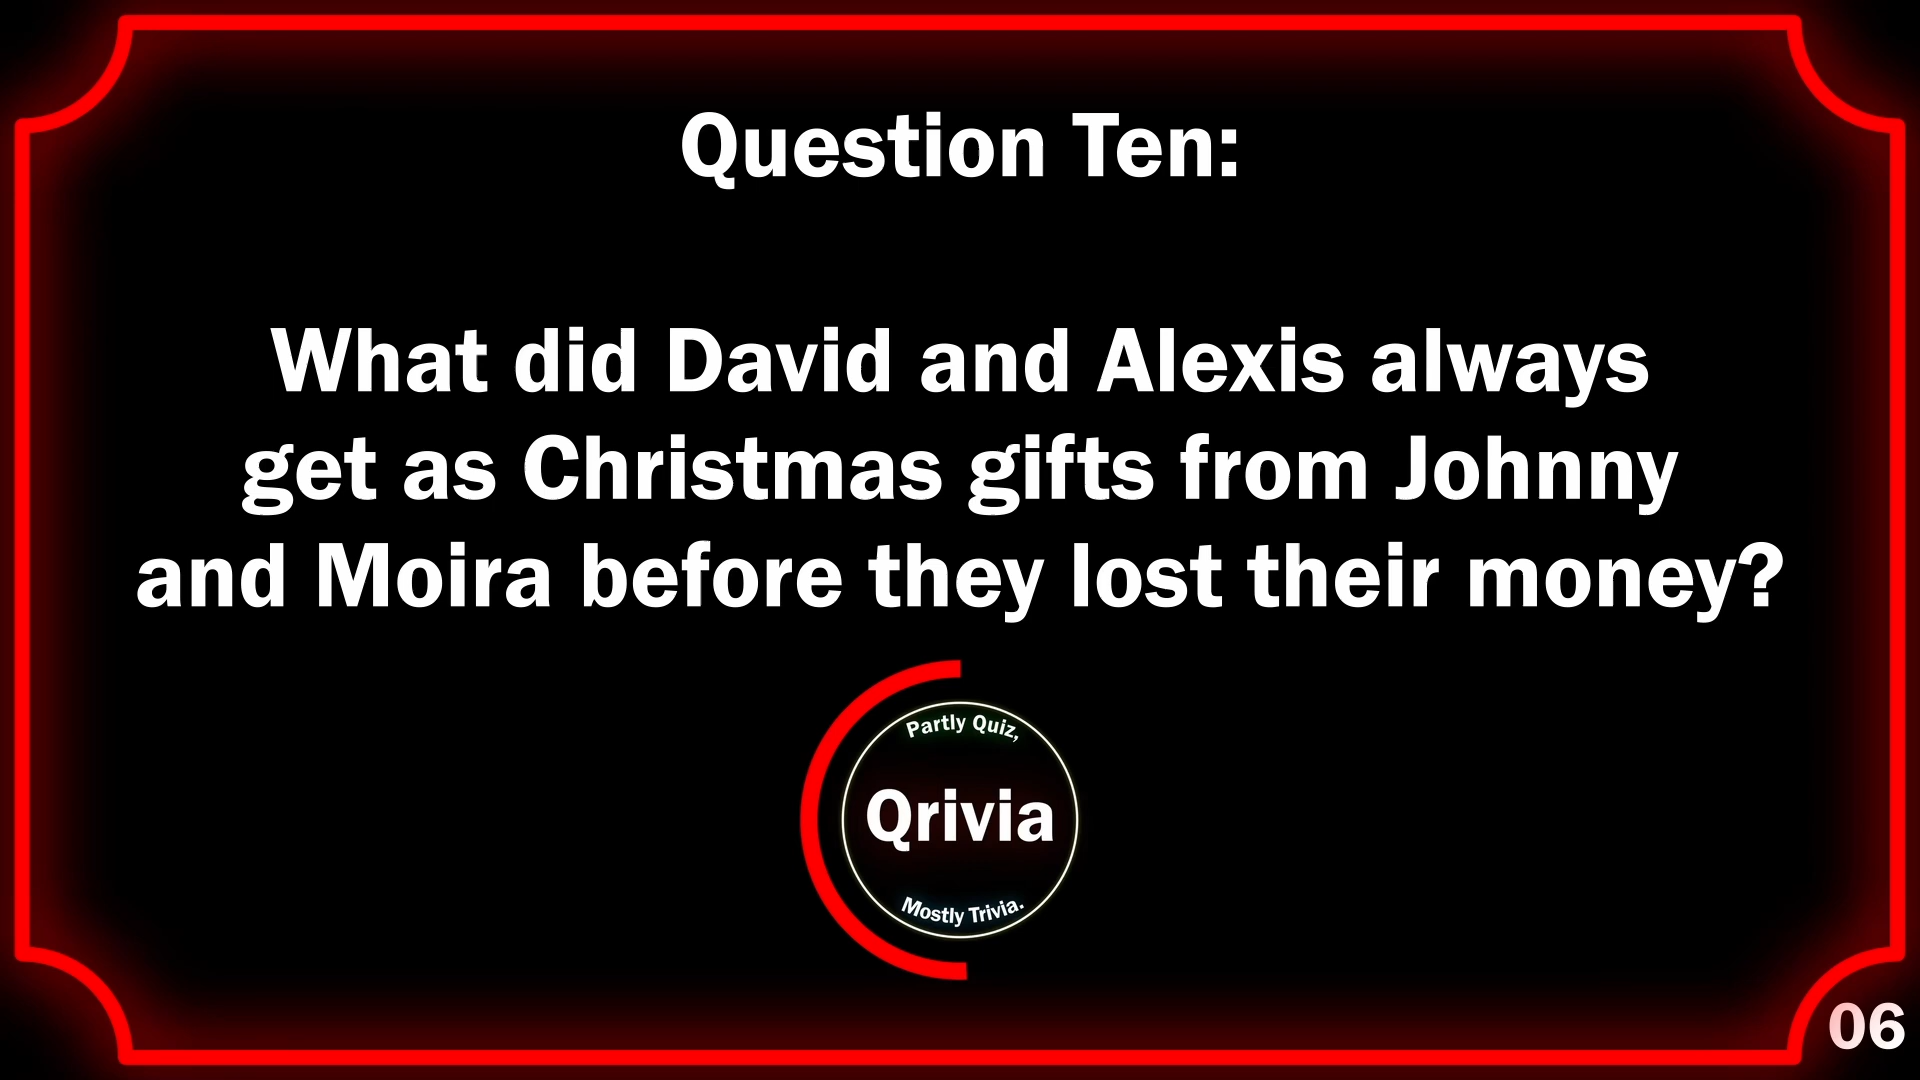 Question Ten:
What did David and Alexis always
get as Christmas gifts from Johnny
and Moira before they lost their money?
Partly Quiz,
Qrivia
Mostly Trivia.
06